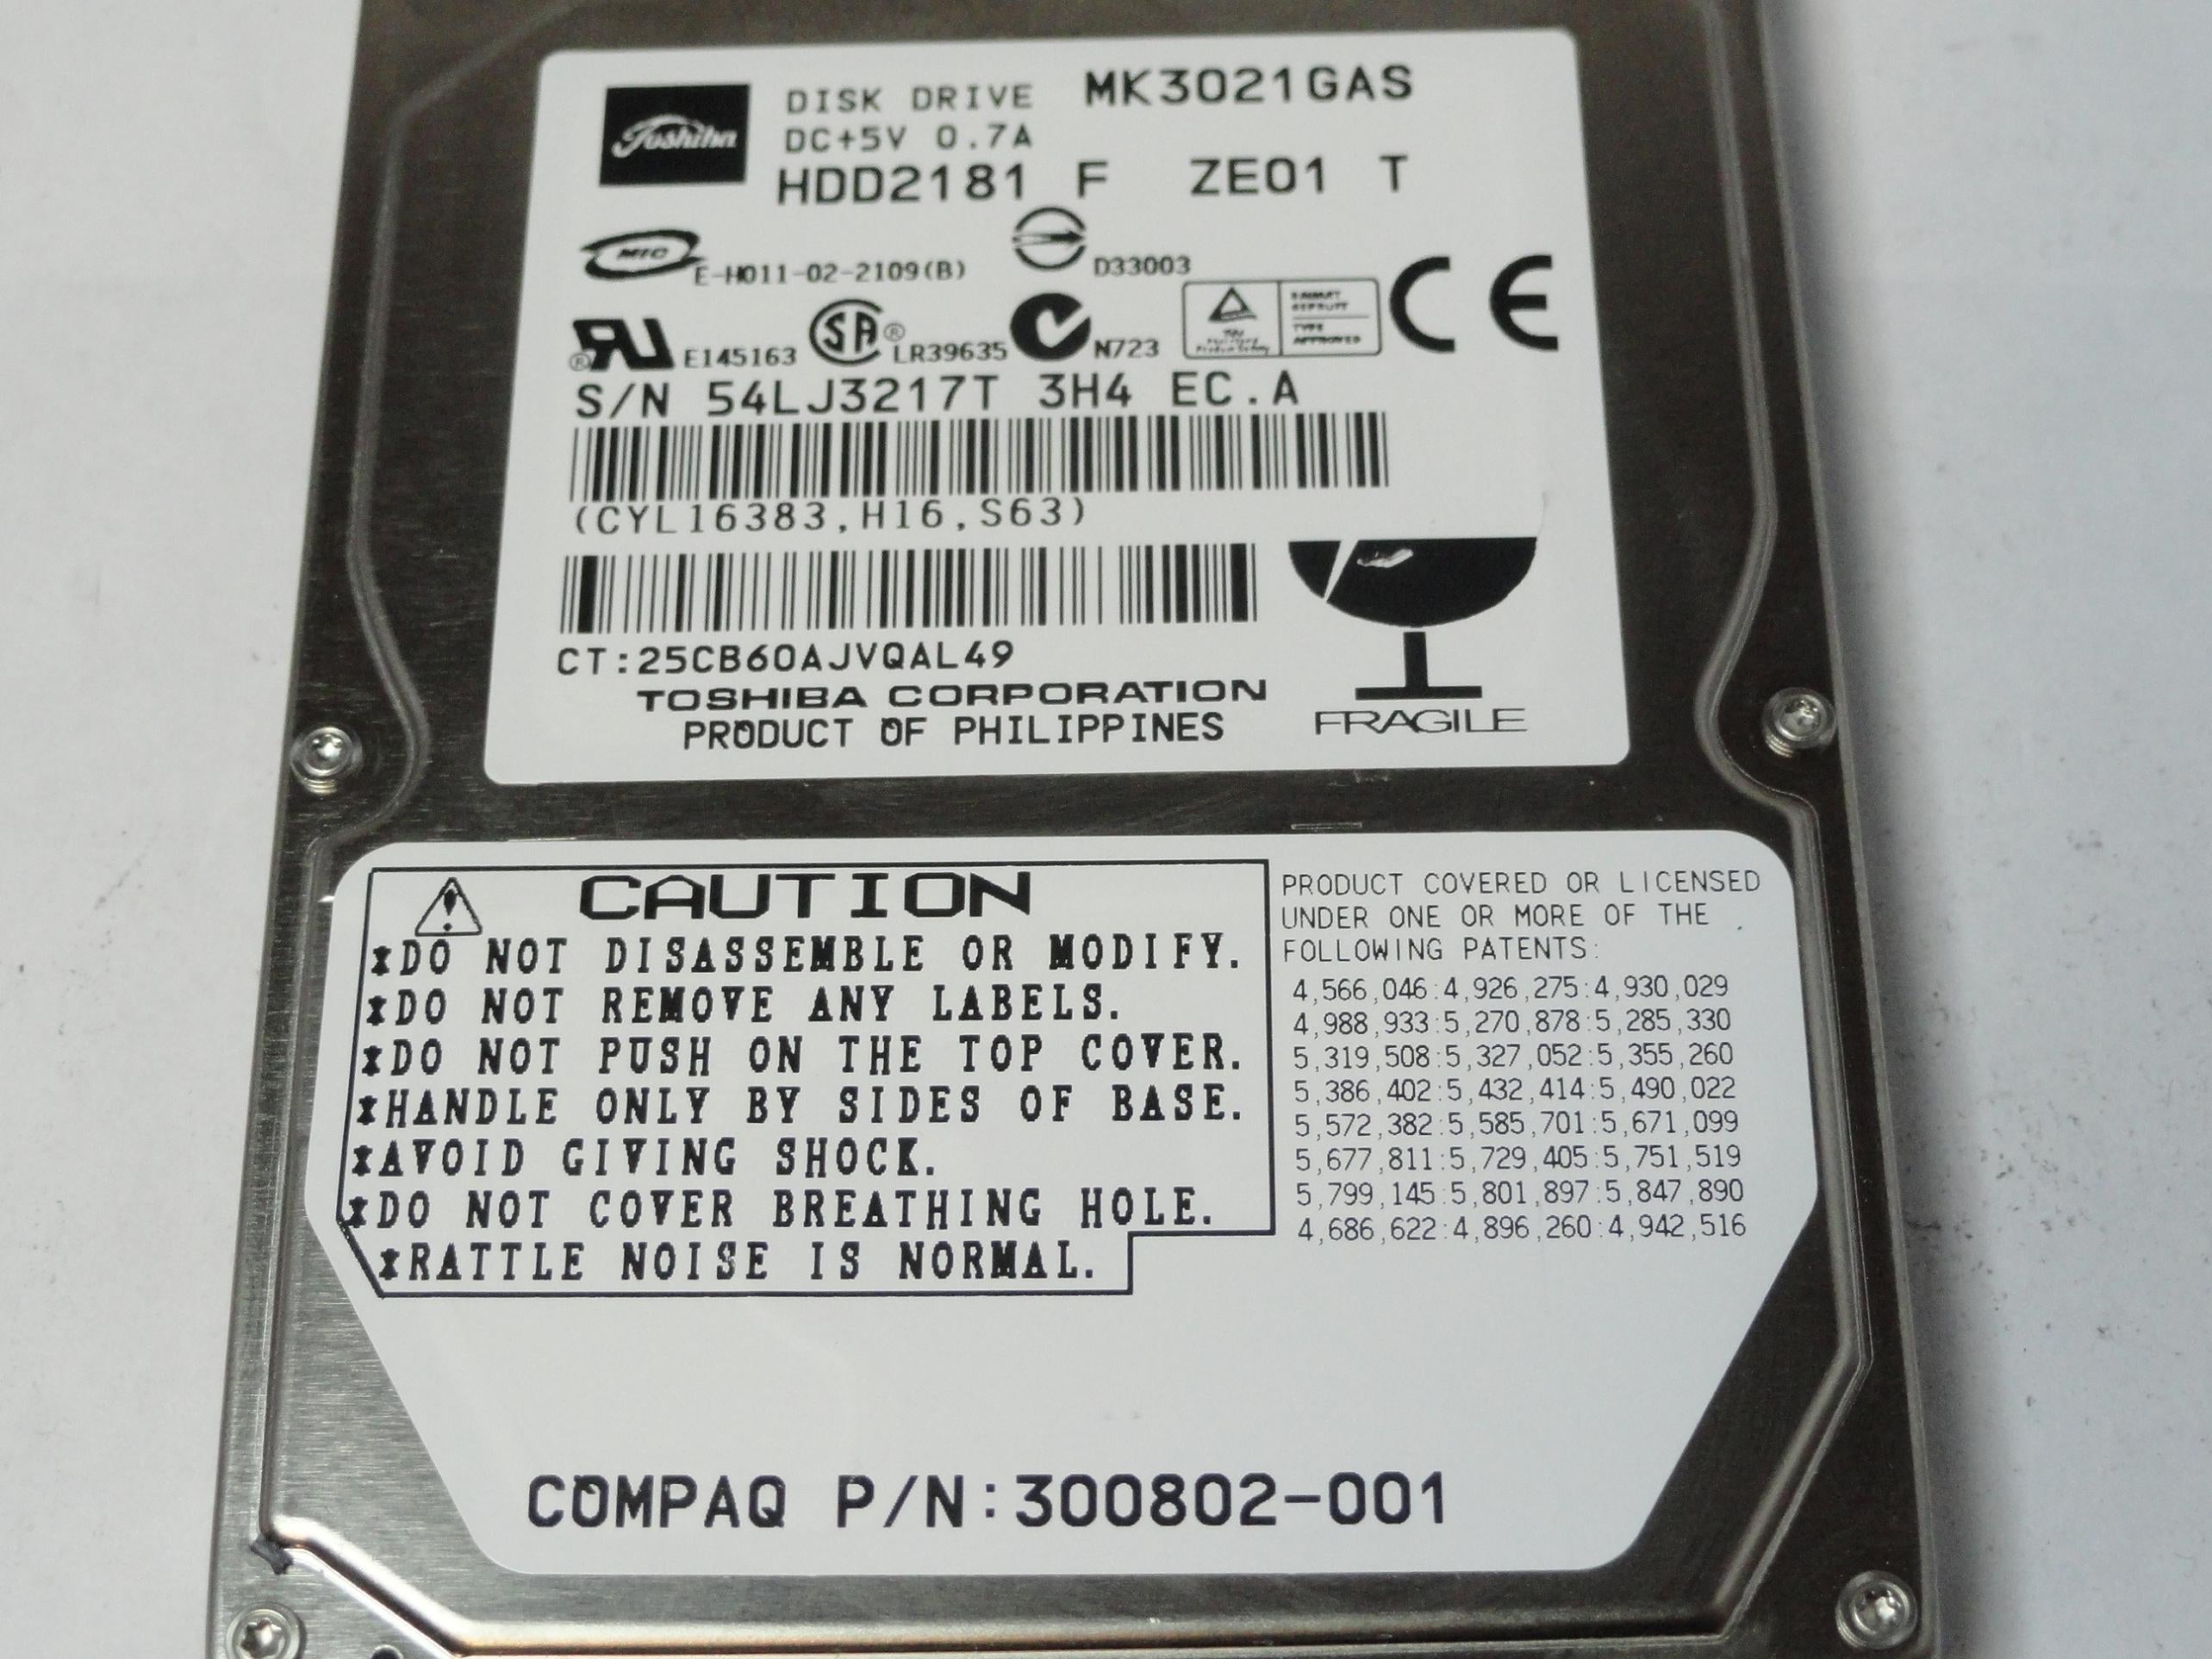 Toshiba
DISK DRIVE MK3021GAS
DC+5V 0.7A
HDD2181 F ZE01 T
MIC E-H011-02-2109(B) D33003
® E145163 SA ® LR39635 N723
TYPE
APPROVED
CE
S/N 54LJ3217T 3H4 EC.A
(CYL16383,H16,S63)
CT:25CB60AJVQAL49
TOSHIBA CORPORATION
PRODUCT OF PHILIPPINES
FRAGILE
CAUTION
*DO NOT DISASSEMBLE OR MODIFY.
*DO NOT REMOVE ANY LABELS.
*DO NOT PUSH ON THE TOP COVER.
*HANDLE ONLY BY SIDES OF BASE.
*AVOID GIVING SHOCK.
*DO NOT COVER BREATHING HOLE.
*RATTLE NOISE IS NORMAL.
PRODUCT COVERED OR LICENSED
UNDER ONE OR MORE OF THE
FOLLOWING PATENTS:
4,566,046:4,926,275:4,930,029
4,988,933:5,270,878:5,285,330
5,319,508:5,327,052:5,355,260
5,386,402:5,432,414:5,490,022
5,572,382:5,585,701:5,671,099
5,677,811:5,729,405:5,751,519
5,799,145:5,801,897:5,847,890
4,686,622:4,896,260:4,942,516
COMPAQ P/N:300802-001